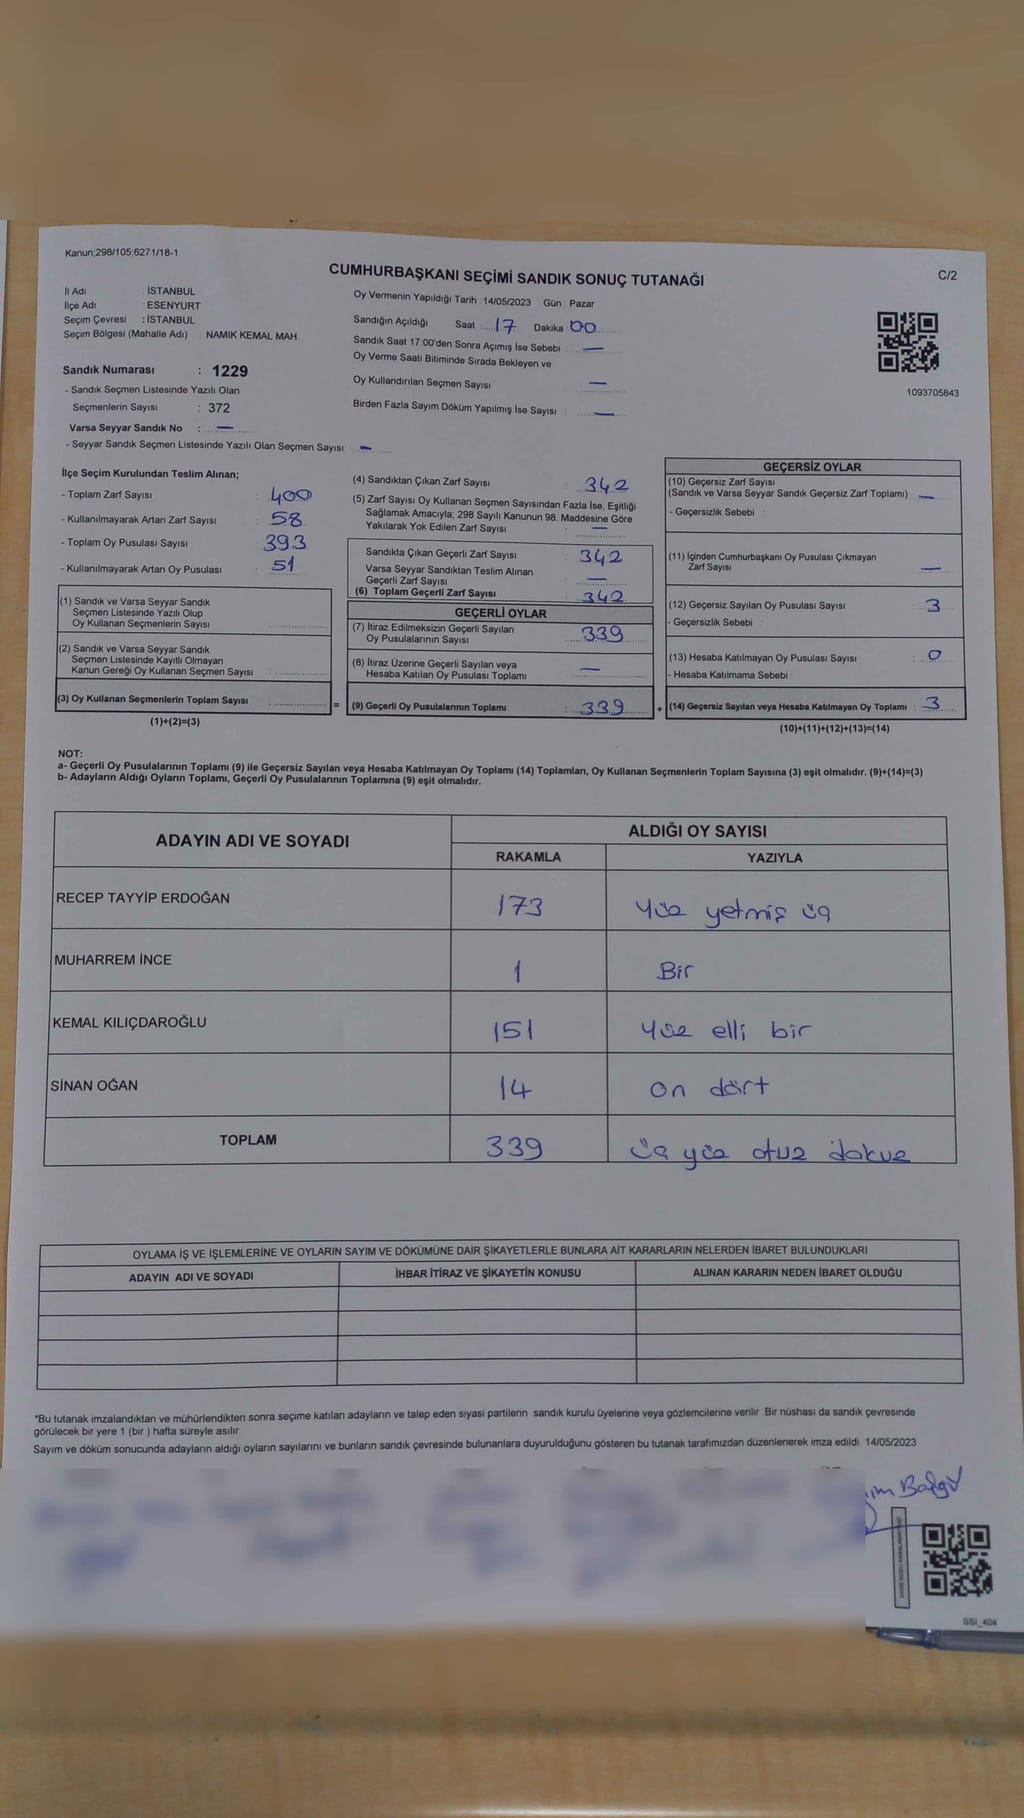 Kanun;298/105;6271/18-1
C/2
CUMHURBAŞKANI SEÇİMİ SANDIK SONUÇ TUTANAĞI
İl Adı : İSTANBUL
İlçe Adı : ESENYURT
Seçim Çevresi : İSTANBUL
Seçim Bölgesi (Mahalle Adı) : NAMIK KEMAL MAH.
Sandık Numarası : 1229
- Sandık Seçmen Listesinde Yazılı Olan
Seçmenlerin Sayısı : 372
Varsa Seyyar Sandık No : —
- Seyyar Sandık Seçmen Listesinde Yazılı Olan Seçmen Sayısı: —
Oy Vermenin Yapıldığı Tarih :14/05/2023 Gün : Pazar
Sandığın Açıldığı Saat : 17 Dakika : 00
Sandık Saat 17:00'den Sonra Açımış İse Sebebi : —
Oy Verme Saati Bitiminde Sırada Bekleyen ve
Oy Kullandırılan Seçmen Sayısı : —
Birden Fazla Sayım Döküm Yapılmış İse Sayısı : —
1093705843
İlçe Seçim Kurulundan Teslim Alınan;
- Toplam Zarf Sayısı : 400
- Kullanılmayarak Artan Zarf Sayısı : 58
- Toplam Oy Pusulası Sayısı : 393
- Kullanılmayarak Artan Oy Pusulası : 51
(1) Sandık ve Varsa Seyyar Sandık
Seçmen Listesinde Yazılı Olup
Oy Kullanan Seçmenlerin Sayısı :
(2) Sandık ve Varsa Seyyar Sandık
Seçmen Listesinde Kayıtlı Olmayan
Kanun Gereği Oy Kullanan Seçmen Sayısı :
(3) Oy Kullanan Seçmenlerin Toplam Sayısı :
(1)+(2)=(3)
=
(4) Sandıktan Çıkan Zarf Sayısı : 342
(5) Zarf Sayısı Oy Kullanan Seçmen Sayısından Fazla İse, Eşitliği
Sağlamak Amacıyla; 298 Sayılı Kanunun 98. Maddesine Göre
Yakılarak Yok Edilen Zarf Sayısı : —
Sandıkta Çıkan Geçerli Zarf Sayısı : 342
Varsa Seyyar Sandıktan Teslim Alınan
Geçerli Zarf Sayısı : —
(6) Toplam Geçerli Zarf Sayısı : 342
GEÇERLİ OYLAR
(7) İtiraz Edilmeksizin Geçerli Sayılan
Oy Pusulalarının Sayısı : 339
(8) İtiraz Üzerine Geçerli Sayılan veya
Hesaba Katılan Oy Pusulası Toplamı : —
(9) Geçerli Oy Pusulalarının Toplamı : 339
+
GEÇERSİZ OYLAR
(10) Geçersiz Zarf Sayısı
(Sandık ve Varsa Seyyar Sandık Geçersiz Zarf Toplamı) : —
- Geçersizlik Sebebi :
(11) İçinden Cumhurbaşkanı Oy Pusulası Çıkmayan
Zarf Sayısı : —
(12) Geçersiz Sayılan Oy Pusulası Sayısı : 3
- Geçersizlik Sebebi :
(13) Hesaba Katılmayan Oy Pusulası Sayısı : 0
- Hesaba Katılmama Sebebi :
(14) Geçersiz Sayılan veya Hesaba Katılmayan Oy Toplamı : 3
(10)+(11)+(12)+(13)=(14)
NOT:
a- Geçerli Oy Pusulalarının Toplamı (9) ile Geçersiz Sayılan veya Hesaba Katılmayan Oy Toplamı (14) Toplamları, Oy Kullanan Seçmenlerin Toplam Sayısına (3) eşit olmalıdır. (9)+(14)=(3)
b- Adayların Aldığı Oyların Toplamı, Geçerli Oy Pusulalarının Toplamına (9) eşit olmalıdır.
ADAYIN ADI VE SOYADI ALDIĞI OY SAYISI
RAKAMLA YAZIYLA
RECEP TAYYİP ERDOĞAN 173 Yüz yetmiş üç
MUHARREM İNCE 1 Bir
KEMAL KILIÇDAROĞLU 151 Yüz elli bir
SİNAN OĞAN 14 on dört
TOPLAM 339 üç yüz otuz dokuz
OYLAMA İŞ VE İŞLEMLERİNE VE OYLARIN SAYIM VE DÖKÜMÜNE DAİR ŞİKAYETLERLE BUNLARA AİT KARARLARIN NELERDEN İBARET BULUNDUKLARI
ADAYIN ADI VE SOYADI İHBAR İTİRAZ VE ŞİKAYETİN KONUSU ALINAN KARARIN NEDEN İBARET OLDUĞU
*Bu tutanak imzalandıktan ve mühürlendikten sonra seçime katılan adayların ve talep eden siyasi partilerin sandık kurulu üyelerine veya gözlemcilerine verilir. Bir nüshası da sandık çevresinde
görülecek bir yere 1 (bir ) hafta süreyle asılır.
Sayım ve döküm sonucunda adayların aldığı oyların sayılarını ve bunların sandık çevresinde bulunanlara duyurulduğunu gösteren bu tutanak tarafımızdan düzenlenerek imza edildi. 14/05/2023
SSI_404